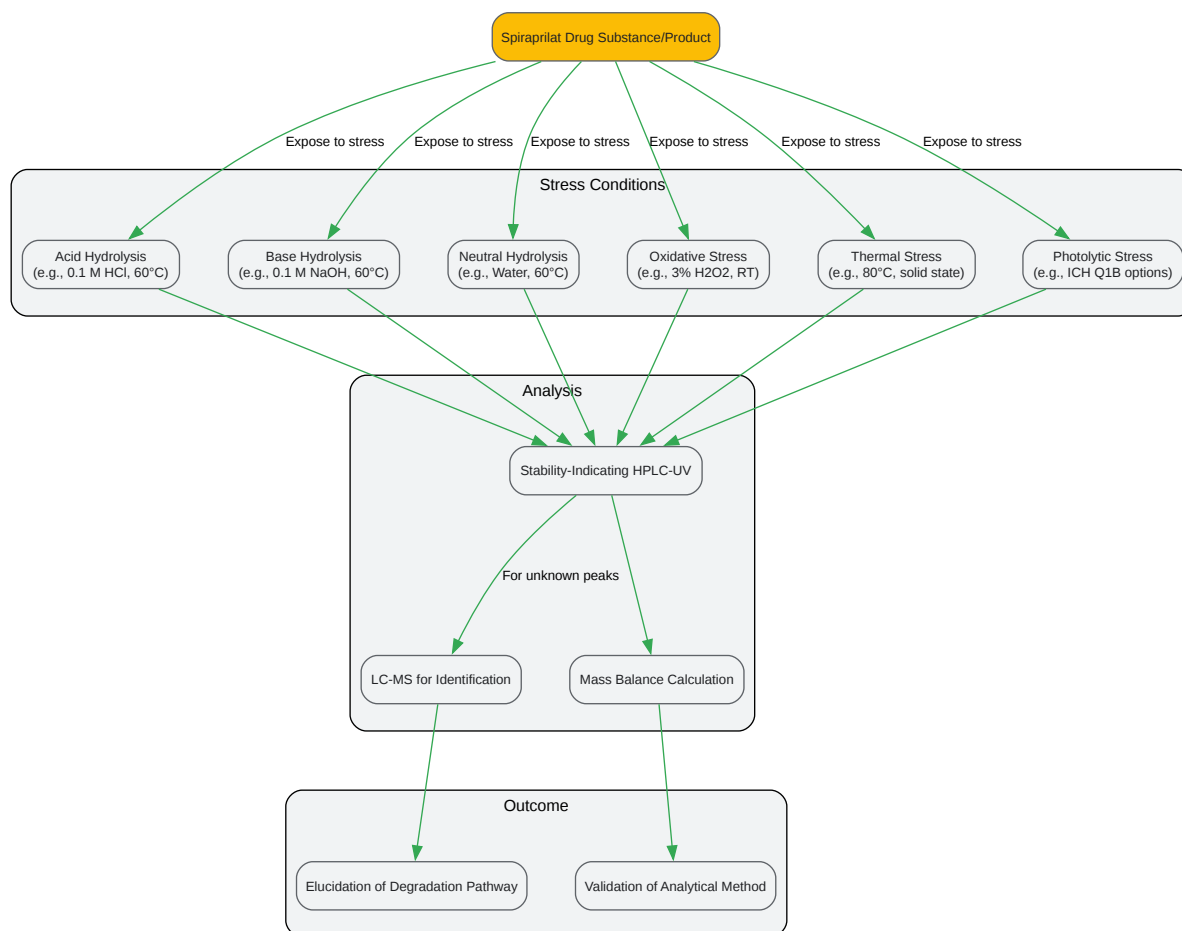 Spiraprilat Drug Substance/Product
Expose to stress
Expose to stress
Expose to stress
Expose to stress
Expose to stress
Expose to stress
Stress Conditions
Acid Hydrolysis
(e.g., 0.1 M HCl, 60°C)
Base Hydrolysis
(e.g., 0.1 M NaOH, 60°C)
Neutral Hydrolysis
(e.g., Water, 60°C)
Oxidative Stress
(e.g., 3% H2O2, RT)
Thermal Stress
(e.g., 80°C, solid state)
Photolytic Stress
(e.g., ICH Q1B options)
Analysis
Stability-Indicating HPLC-UV
For unknown peaks
LC-MS for Identification
Mass Balance Calculation
Outcome
Elucidation of Degradation Pathway
Validation of Analytical Method